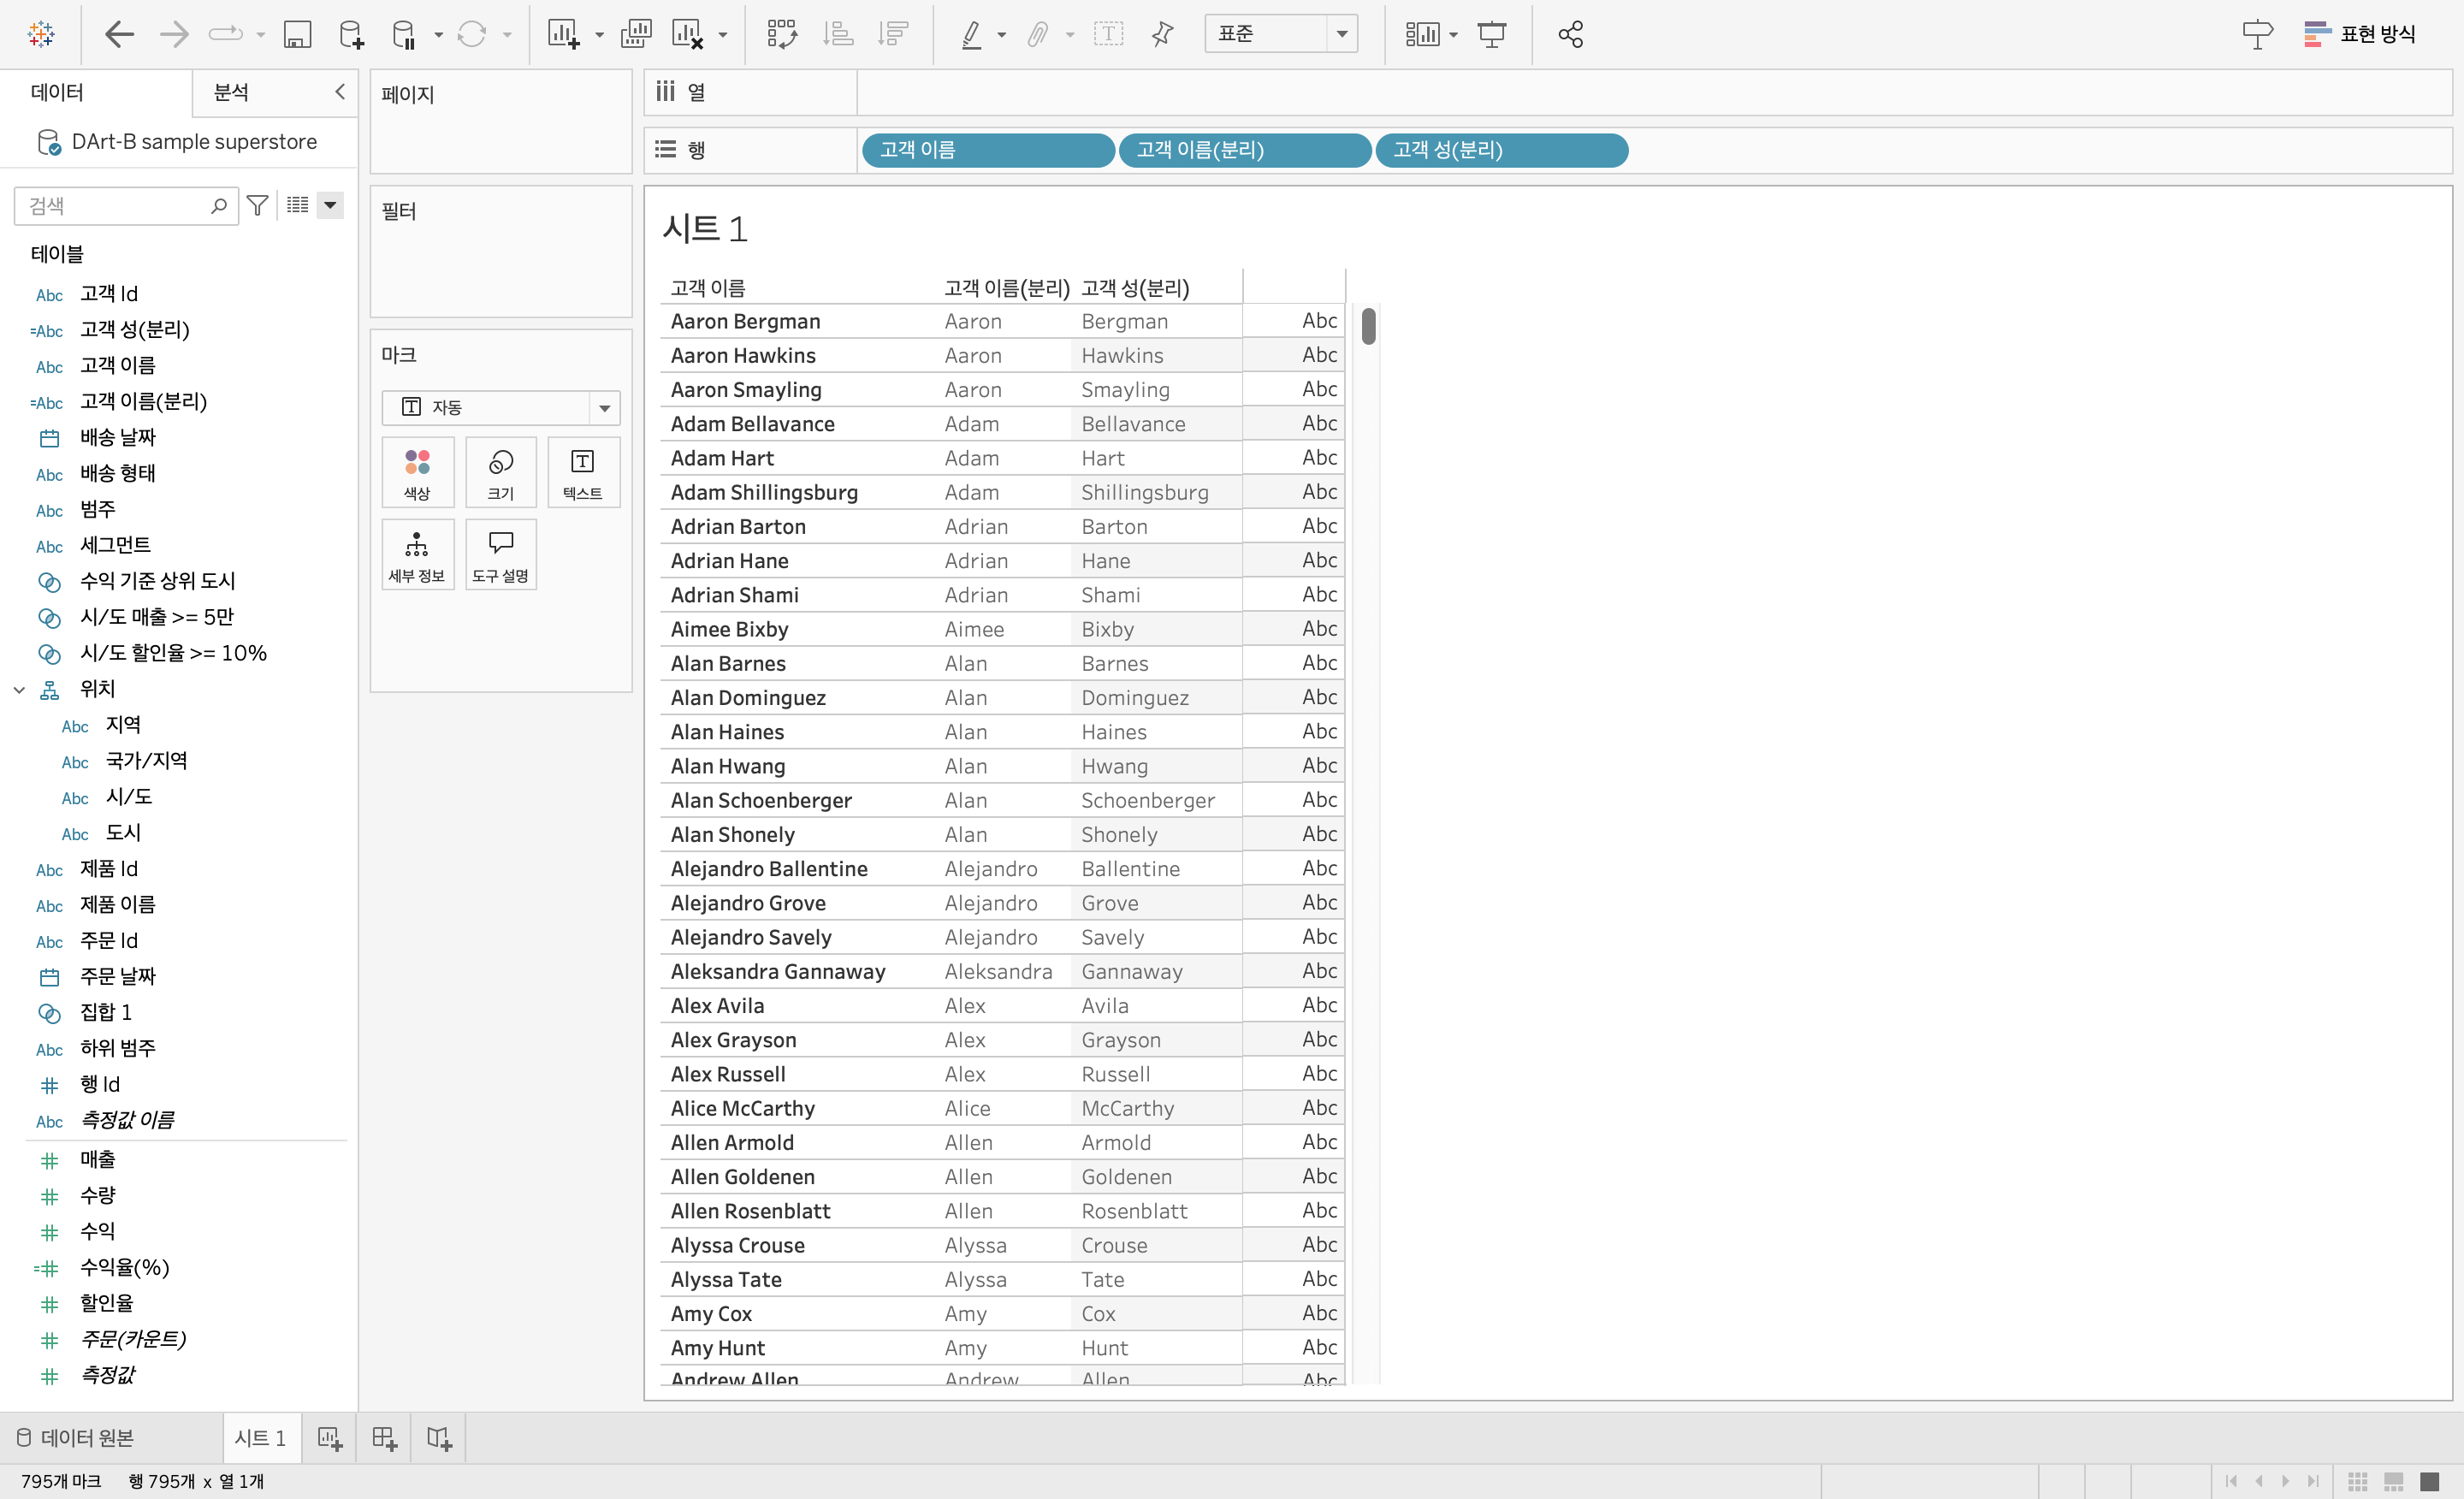 표준
표현 방식
데이터
분석
DArt-B sample superstore
검색
테이블
Abc 고객 Id
=Abc 고객 성(분리)
Abc 고객 이름
=Abc 고객 이름(분리)
배송 날짜
Abc 배송 형태
Abc 범주
Abc 세그먼트
수익 기준 상위 도시
시/도 매출 >= 5만
시/도 할인율 >= 10%
위치
Abc 지역
Abc 국가/지역
Abc 시/도
Abc 도시
Abc 제품 Id
Abc 제품 이름
Abc 주문 Id
주문 날짜
집합 1
Abc 하위 범주
# 행 Id
Abc 측정값 이름
# 매출
# 수량
# 수익
=# 수익율(%)
# 할인율
# 주문(카운트)
# 측정값
페이지
필터
마크
자동
색상
크기
텍스트
세부 정보
도구 설명
열
행
고객 이름
고객 이름(분리)
고객 성(분리)
시트 1
고객 이름 고객 이름(분리) 고객 성(분리)
Aaron Bergman Aaron Bergman Abc
Aaron Hawkins Aaron Hawkins Abc
Aaron Smayling Aaron Smayling Abc
Adam Bellavance Adam Bellavance Abc
Adam Hart Adam Hart Abc
Adam Shillingsburg Adam Shillingsburg Abc
Adrian Barton Adrian Barton Abc
Adrian Hane Adrian Hane Abc
Adrian Shami Adrian Shami Abc
Aimee Bixby Aimee Bixby Abc
Alan Barnes Alan Barnes Abc
Alan Dominguez Alan Dominguez Abc
Alan Haines Alan Haines Abc
Alan Hwang Alan Hwang Abc
Alan Schoenberger Alan Schoenberger Abc
Alan Shonely Alan Shonely Abc
Alejandro Ballentine Alejandro Ballentine Abc
Alejandro Grove Alejandro Grove Abc
Alejandro Savely Alejandro Savely Abc
Aleksandra Gannaway Aleksandra Gannaway Abc
Alex Avila Alex Avila Abc
Alex Grayson Alex Grayson Abc
Alex Russell Alex Russell Abc
Alice McCarthy Alice McCarthy Abc
Allen Armold Allen Armold Abc
Allen Goldenen Allen Goldenen Abc
Allen Rosenblatt Allen Rosenblatt Abc
Alyssa Crouse Alyssa Crouse Abc
Alyssa Tate Alyssa Tate Abc
Amy Cox Amy Cox Abc
Amy Hunt Amy Hunt Abc
Andrew Allen Andrew Allen Abc
데이터 원본
시트 1
795개 마크 행 795개 x 열 1개